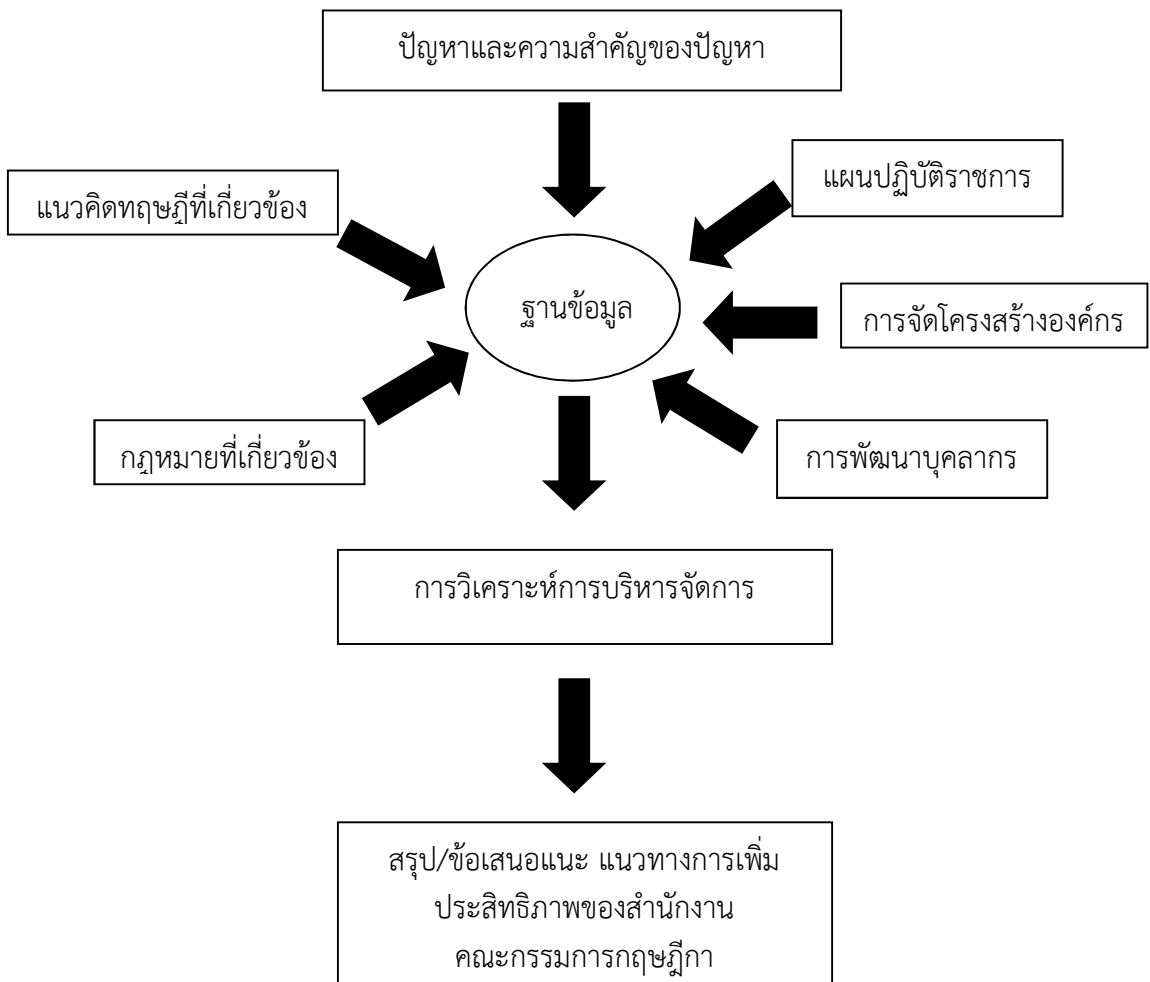 ปัญหาและความสำคัญของปัญหา
แผนปฏิบัติราชการ
แนวคิดทฤษฎีที่เกี่ยวข้อง
ฐานข้อมูล
การจัดโครงสร้างองค์กร
กฎหมายที่เกี่ยวข้อง
การพัฒนาบุคลากร
การวิเคราะห์การบริหารจัดการ
สรุป/ข้อเสนอแนะ แนวทางการเพิ่ม
ประสิทธิภาพของสำนักงาน
คณะกรรมการกฤษฎีกา